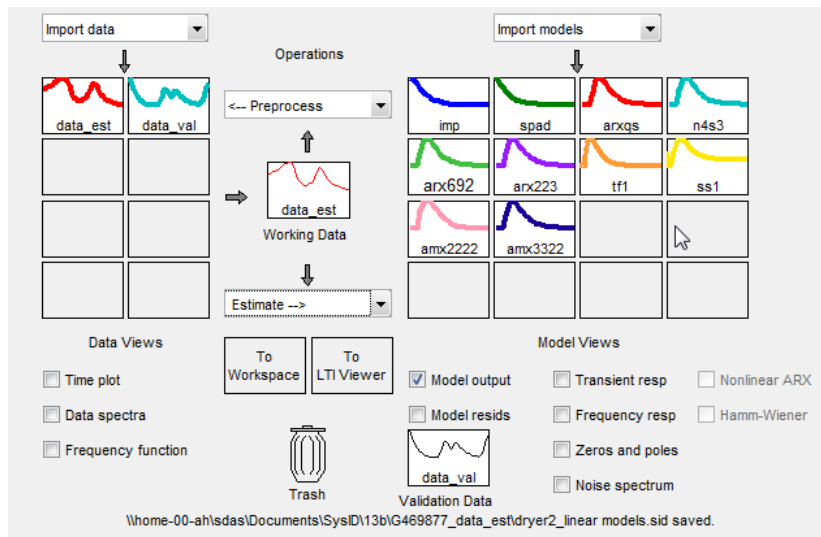 Import data
Import models
Operations
data_est
data_val
<-- Preprocess
imp
spad
arxqs
n4s3
data_est
Working Data
arx692
arx223
tf1
ss1
amx2222
amx3322
Estimate -->
Data Views
To
Workspace
To
LTI Viewer
Model Views
Time plot
Model output
Transient resp
Nonlinear ARX
Data spectra
Model resids
Frequency resp
Hamm-Wiener
Frequency function
Zeros and poles
Trash
data_val
Validation Data
Noise spectrum
\\home-00-ah\sdas\Documents\SysID\13b\G469877_data_est\dryer2_linear models.sid saved.